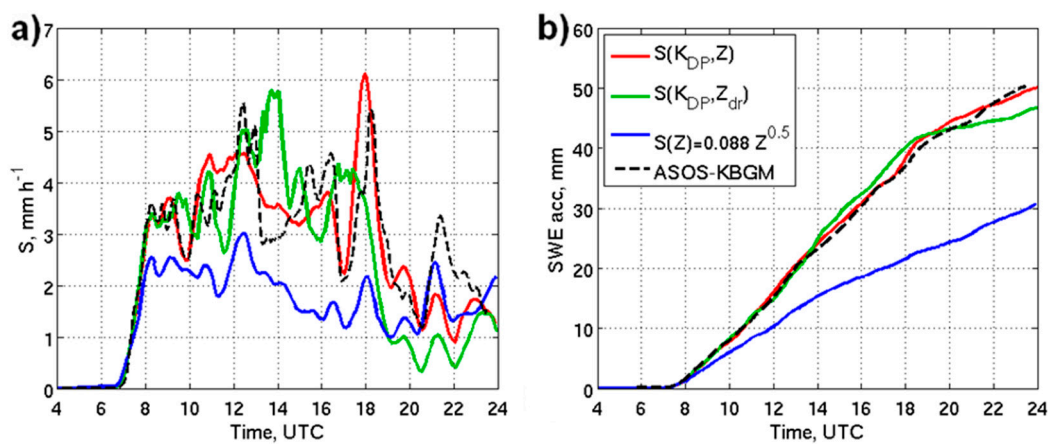 a)
S, mm h⁻¹
7
6
5
4
3
2
1
0
4 6 8 10 12 14 16 18 20 22 24
Time, UTC
b)
SWE acc, mm
60
50
40
30
20
10
0
S(K_DP,Z)
S(K_DP,Z_dr)
S(Z)=0.088 Z^0.5
ASOS-KBGM
4 6 8 10 12 14 16 18 20 22 24
Time, UTC